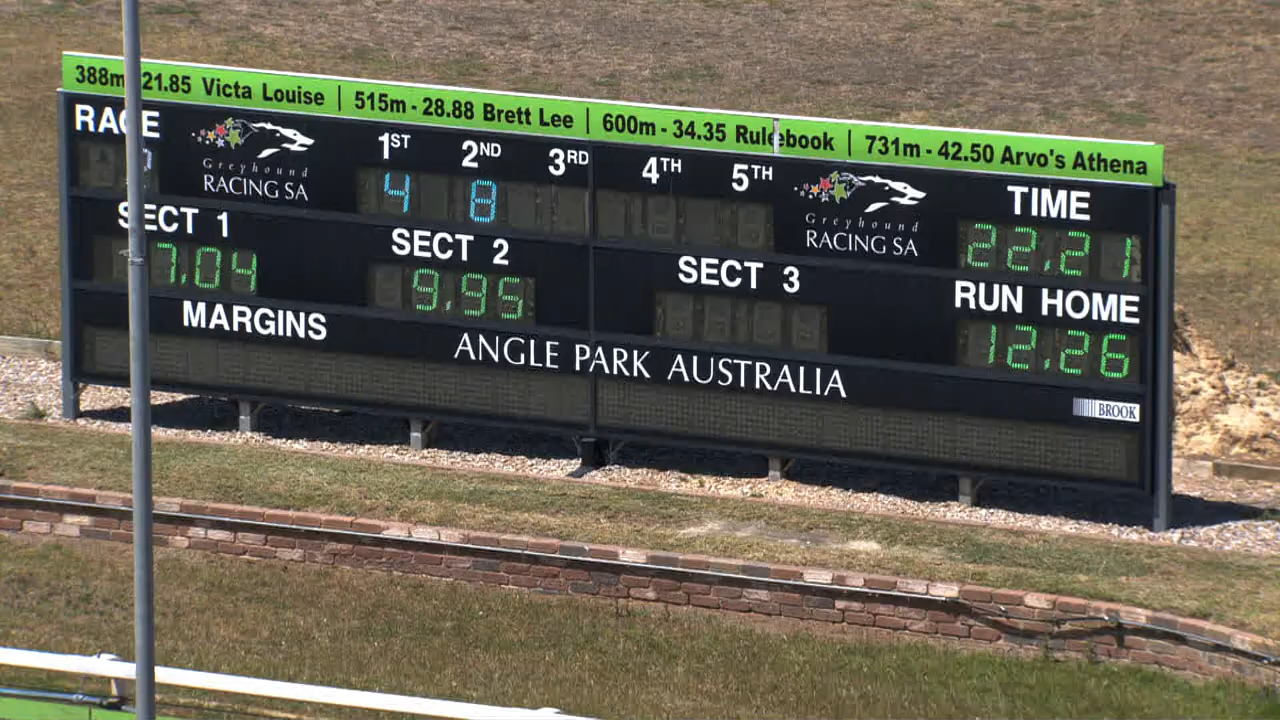 388m 21.85 Victa Louise | 515m - 28.88 Brett Lee | 600m - 34.35 Rulebook | 731m - 42.50 Arvo's Athena
RACE
Greyhound
RACING SA
1ST 2ND 3RD 4TH 5TH
4 8
Greyhound
RACING SA
TIME
22.21
SECT 1
7.04
SECT 2
9.95
SECT 3
RUN HOME
12.26
MARGINS
ANGLE PARK AUSTRALIA
BROOK